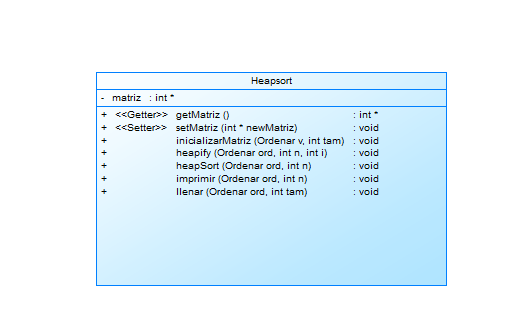 Heapsort
- matriz : int *
+ <<Getter>> getMatriz () : int *
+ <<Setter>> setMatriz (int * newMatriz) : void
+ inicializarMatriz (Ordenar v, int tam) : void
+ heapify (Ordenar ord, int n, int i) : void
+ heapSort (Ordenar ord, int n) : void
+ imprimir (Ordenar ord, int n) : void
+ llenar (Ordenar ord, int tam) : void